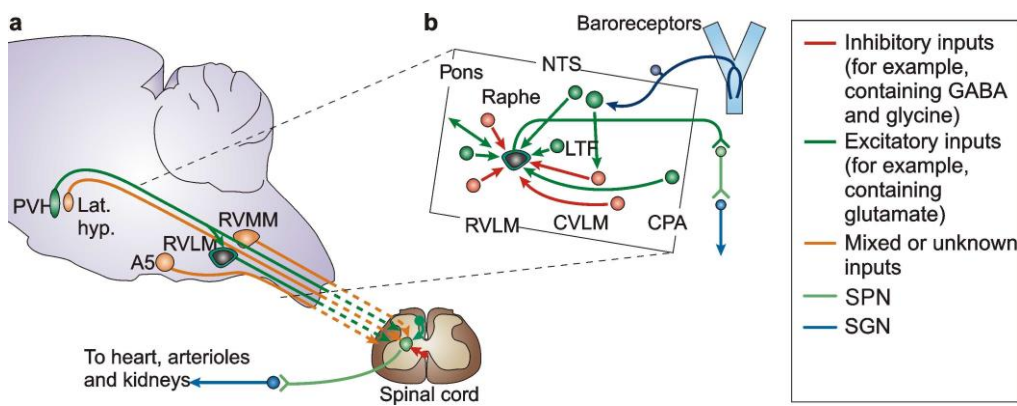 a
PVH
Lat.
hyp.
RVMM
RVLM
A5
To heart, arterioles
and kidneys
Spinal cord
b
Baroreceptors
Pons
NTS
Raphe
LTF
RVLM
CVLM
CPA
Inhibitory inputs
(for example,
containing GABA
and glycine)
Excitatory inputs
(for example,
containing
glutamate)
Mixed or unknown
inputs
SPN
SGN